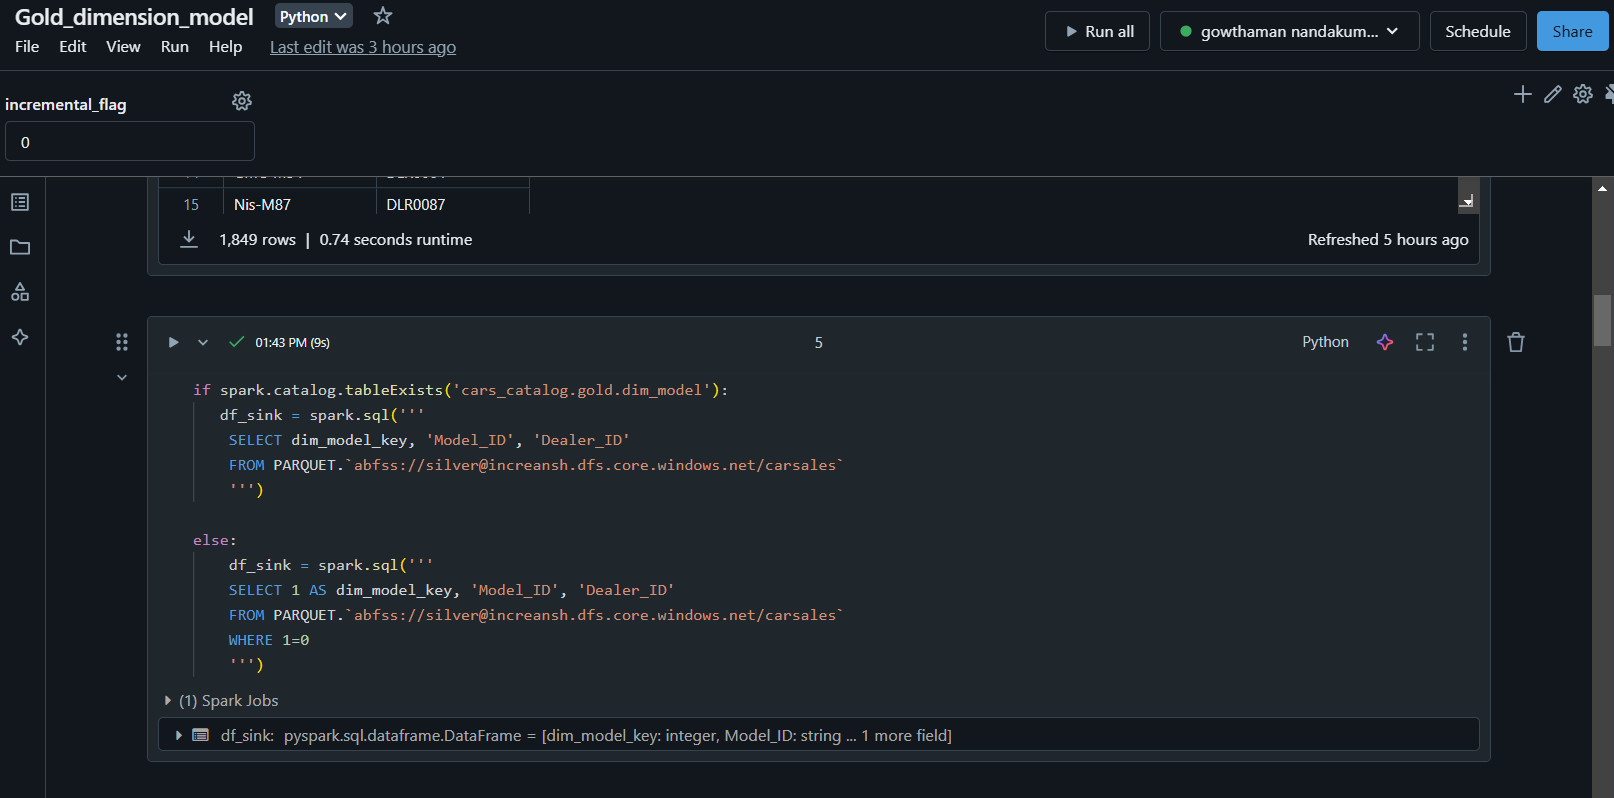 Gold_dimension_model Python
File Edit View Run Help Last edit was 3 hours ago
Run all gowthaman nandakum... Schedule Share
incremental_flag
0
15 Nis-M87 DLR0087
1,849 rows | 0.74 seconds runtime Refreshed 5 hours ago
01:43 PM (9s) 5 Python
if spark.catalog.tableExists('cars_catalog.gold.dim_model'):
df_sink = spark.sql('''
SELECT dim_model_key, 'Model_ID', 'Dealer_ID'
FROM PARQUET.`abfss://silver@increansh.dfs.core.windows.net/carsales`
''')
else:
df_sink = spark.sql('''
SELECT 1 AS dim_model_key, 'Model_ID', 'Dealer_ID'
FROM PARQUET.`abfss://silver@increansh.dfs.core.windows.net/carsales`
WHERE 1=0
''')
(1) Spark Jobs
df_sink: pyspark.sql.dataframe.DataFrame = [dim_model_key: integer, Model_ID: string ... 1 more field]